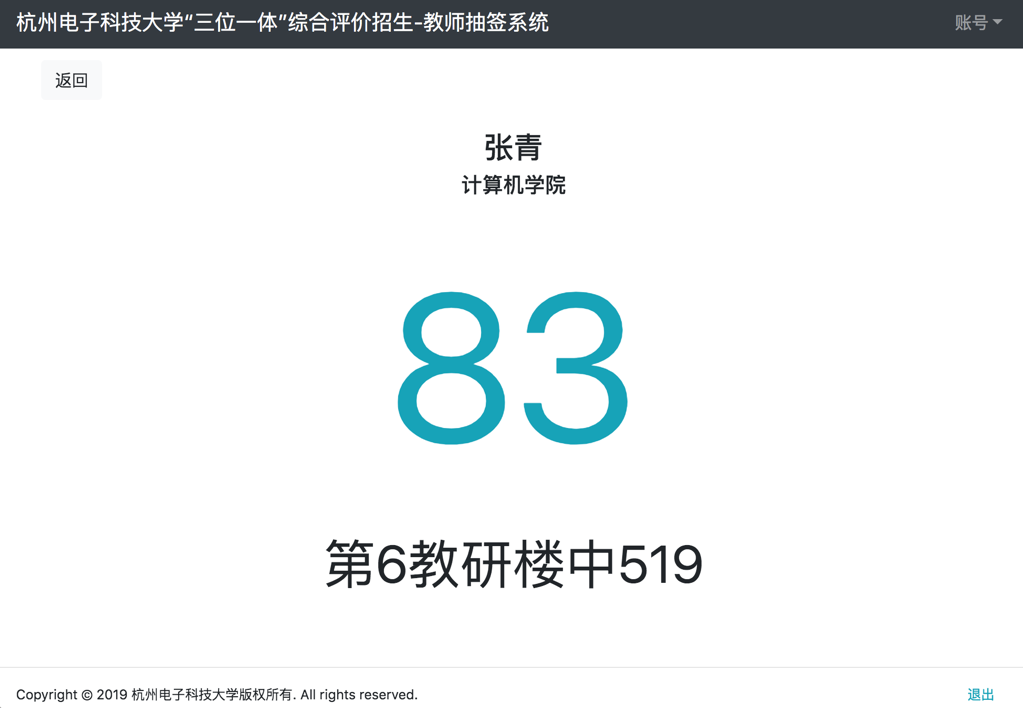 杭州电子科技大学“三位一体”综合评价招生-教师抽签系统
账号
返回
张青
计算机学院
83
第6教研楼中519
Copyright © 2019 杭州电子科技大学版权所有. All rights reserved.
退出